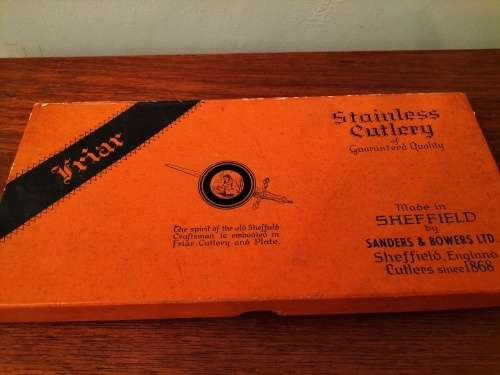 Friar
Stainless
Cutlery
of
Guaranteed Quality
The spirit of the old Sheffield
Craftsman is embodied in
Friar Cutlery and Plate.
Made in
SHEFFIELD
by
SANDERS & BOWERS LTD.
Sheffield, England
Cutlers since 1868